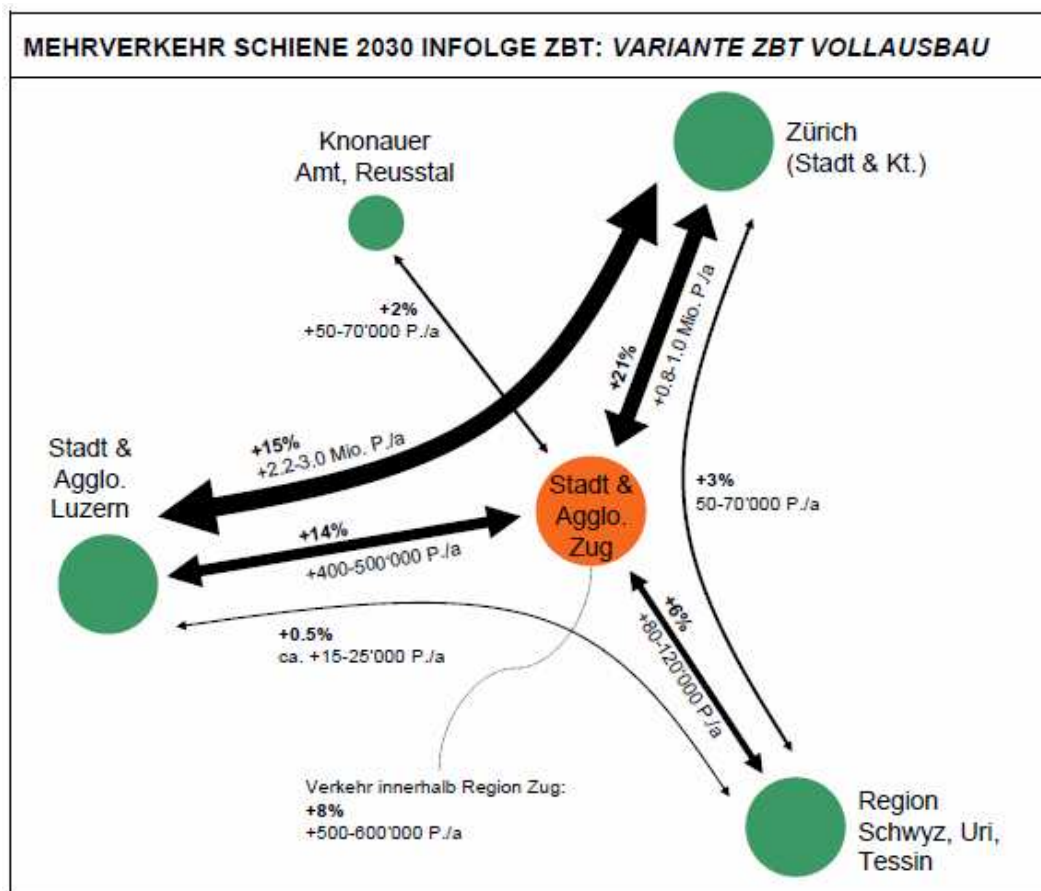 MEHRVERKEHR SCHIENE 2030 INFOLGE ZBT: VARIANTE ZBT VOLLAUSBAU
Knonauer
Amt, Reusstal
Zürich
(Stadt & Kt.)
+2%
+50-70'000 P./a
+21%
+0.8-1.0 Mio. P./a
+15%
+2.2-3.0 Mio. P./a
Stadt &
Agglo.
Luzern
+3%
50-70'000 P./a
Stadt &
Agglo.
Zug
+14%
+400-500'000 P./a
+6%
+80-120'000 P./a
+0.5%
ca. +15-25'000 P./a
Verkehr innerhalb Region Zug:
+8%
+500-600'000 P./a
Region
Schwyz, Uri,
Tessin